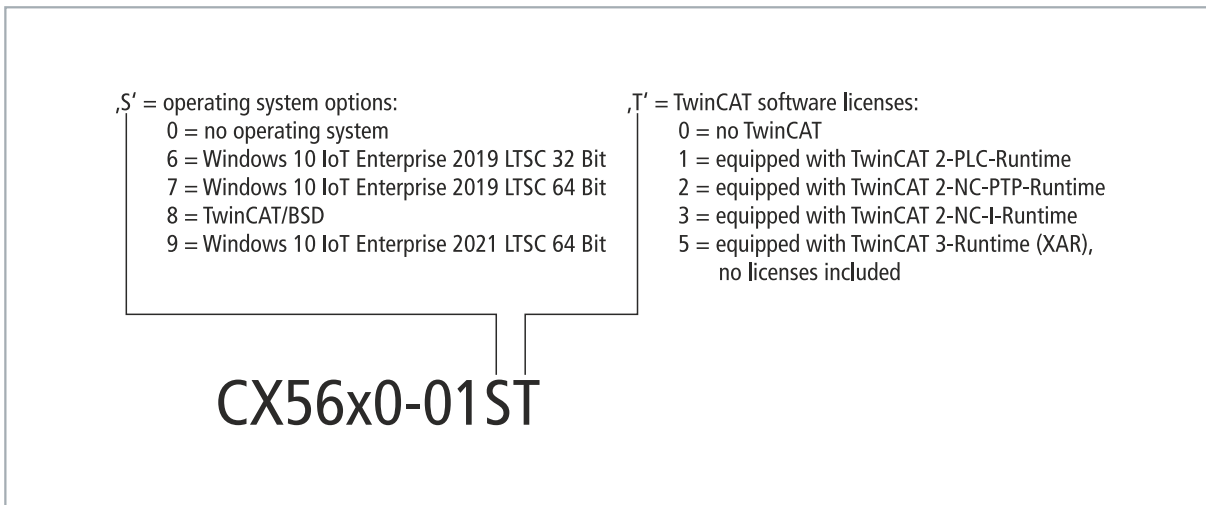 ‚S‘ = operating system options:
0 = no operating system
6 = Windows 10 IoT Enterprise 2019 LTSC 32 Bit
7 = Windows 10 IoT Enterprise 2019 LTSC 64 Bit
8 = TwinCAT/BSD
9 = Windows 10 IoT Enterprise 2021 LTSC 64 Bit
‚T‘ = TwinCAT software licenses:
0 = no TwinCAT
1 = equipped with TwinCAT 2-PLC-Runtime
2 = equipped with TwinCAT 2-NC-PTP-Runtime
3 = equipped with TwinCAT 2-NC-I-Runtime
5 = equipped with TwinCAT 3-Runtime (XAR),
no licenses included
CX56x0-01ST